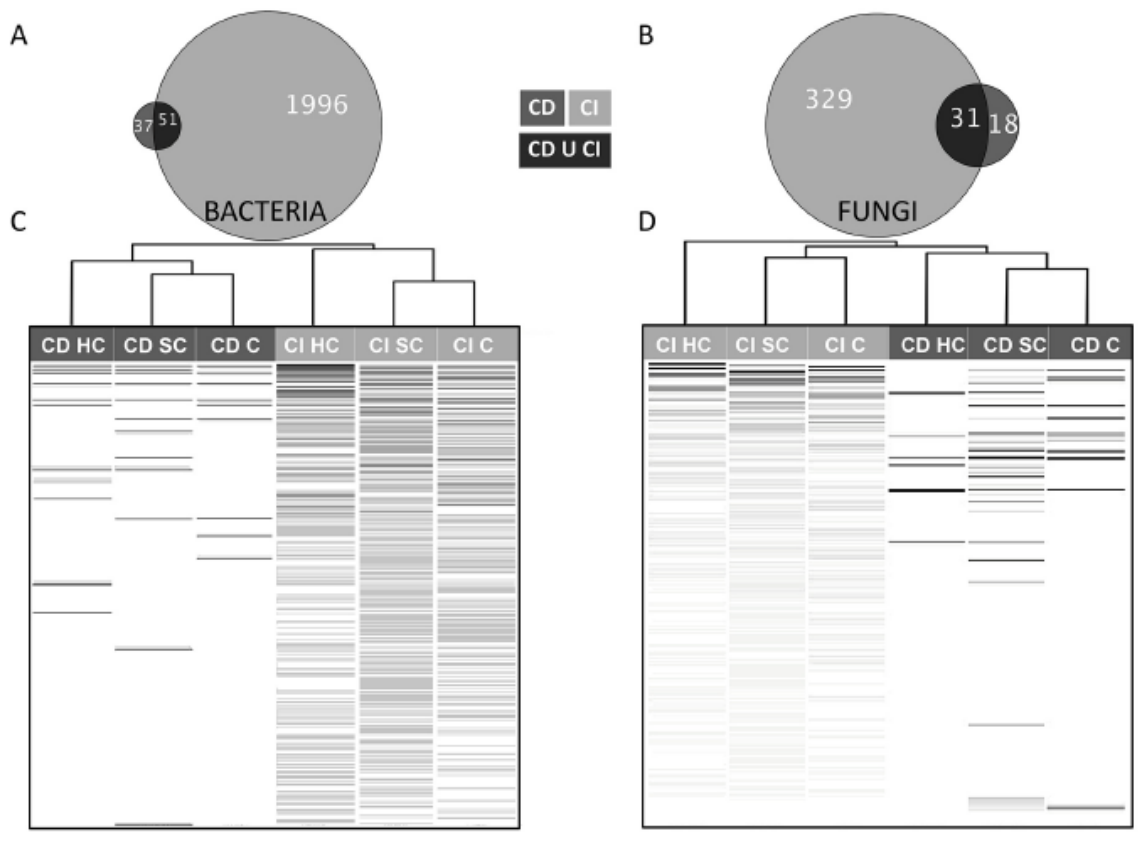 A
B
1996
37
51
CD
CI
CD U CI
329
31
18
BACTERIA
FUNGI
C
D
CD HC
CD SC
CD C
CI HC
CI SC
CI C
CI HC
CI SC
CI C
CD HC
CD SC
CD C